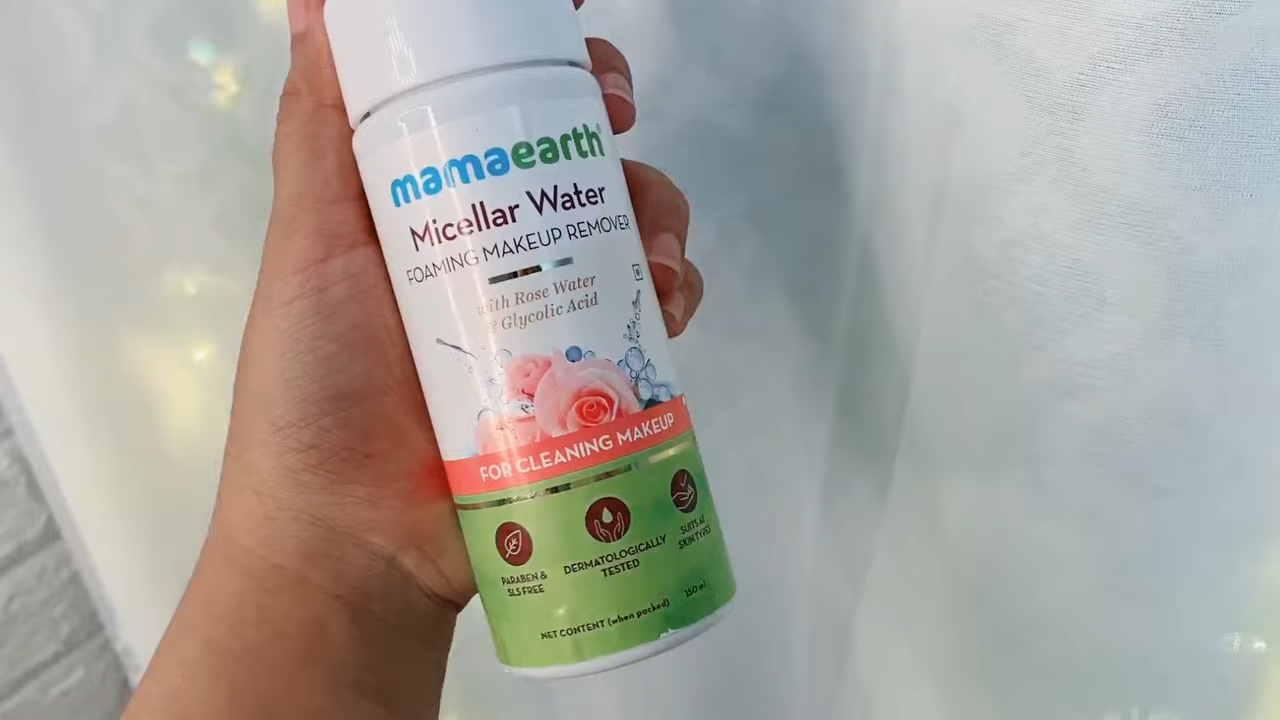 mamaearth®
Micellar Water
FOAMING MAKEUP REMOVER
with Rose Water
& Glycolic Acid
FOR CLEANING MAKEUP
PARABEN &
SLS FREE
DERMATOLOGICALLY
TESTED
SUITS Al
SKIN TYPES
NET CONTENT (when packed) 150 ml